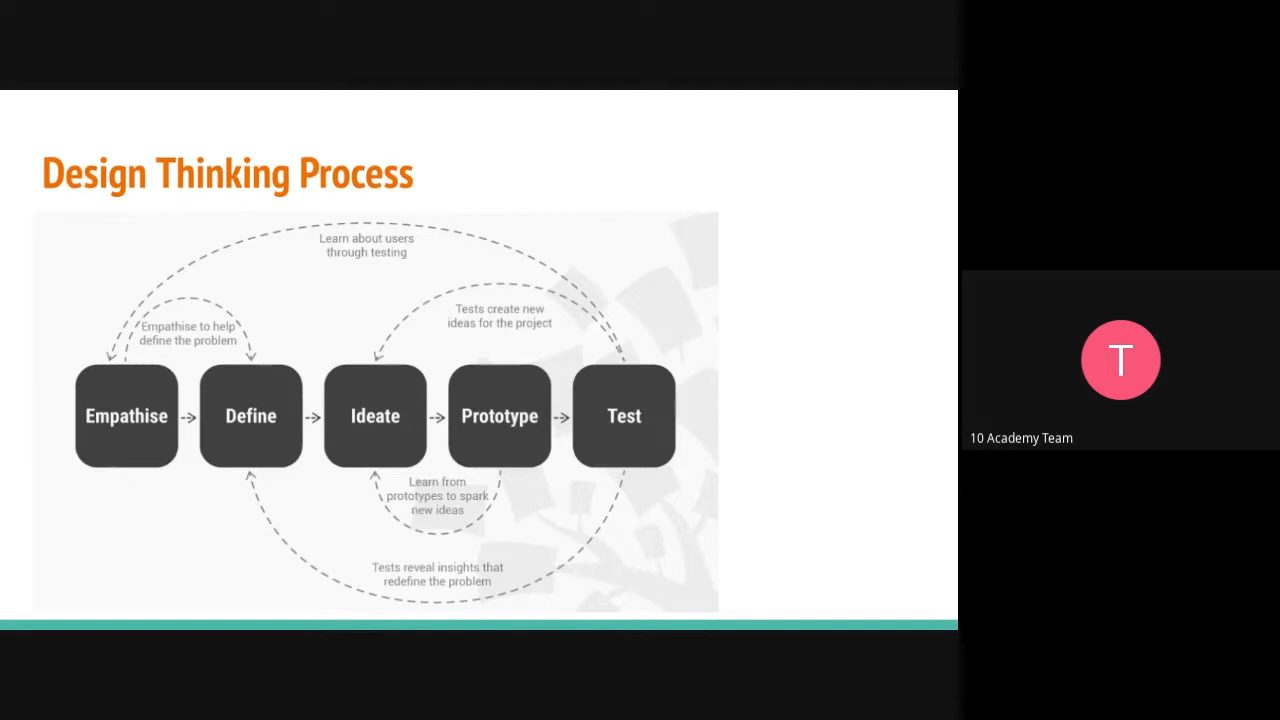 Design Thinking Process
Learn about users
through testing
Tests create new
ideas for the project
Empathise to help
define the problem
Empathise
Define
Ideate
Prototype
Test
Learn from
prototypes to spark
new ideas
Tests reveal insights that
redefine the problem
T
10 Academy Team